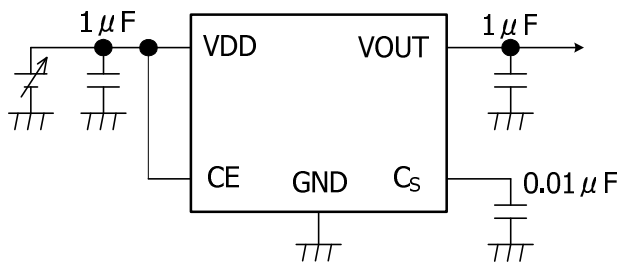 1μF
1μF
VDD
VOUT
CE
GND
Cs
0.01μF